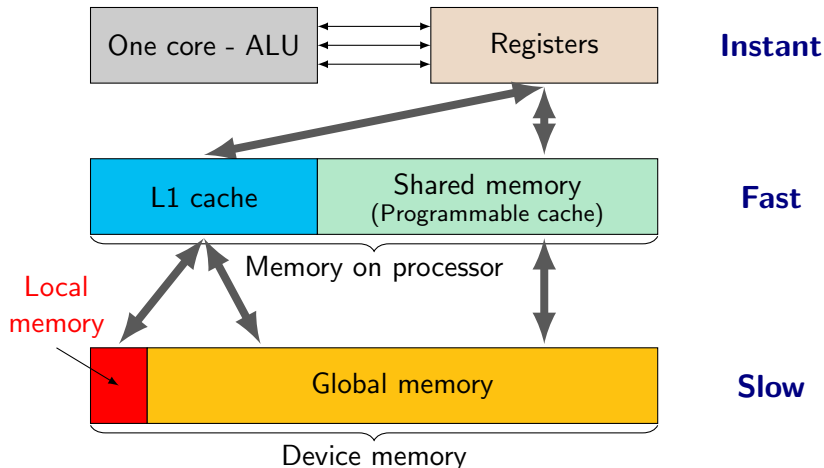 One core - ALU
Registers
Instant
L1 cache
Shared memory
(Programmable cache)
Fast
Memory on processor
Local
memory
Global memory
Slow
Device memory